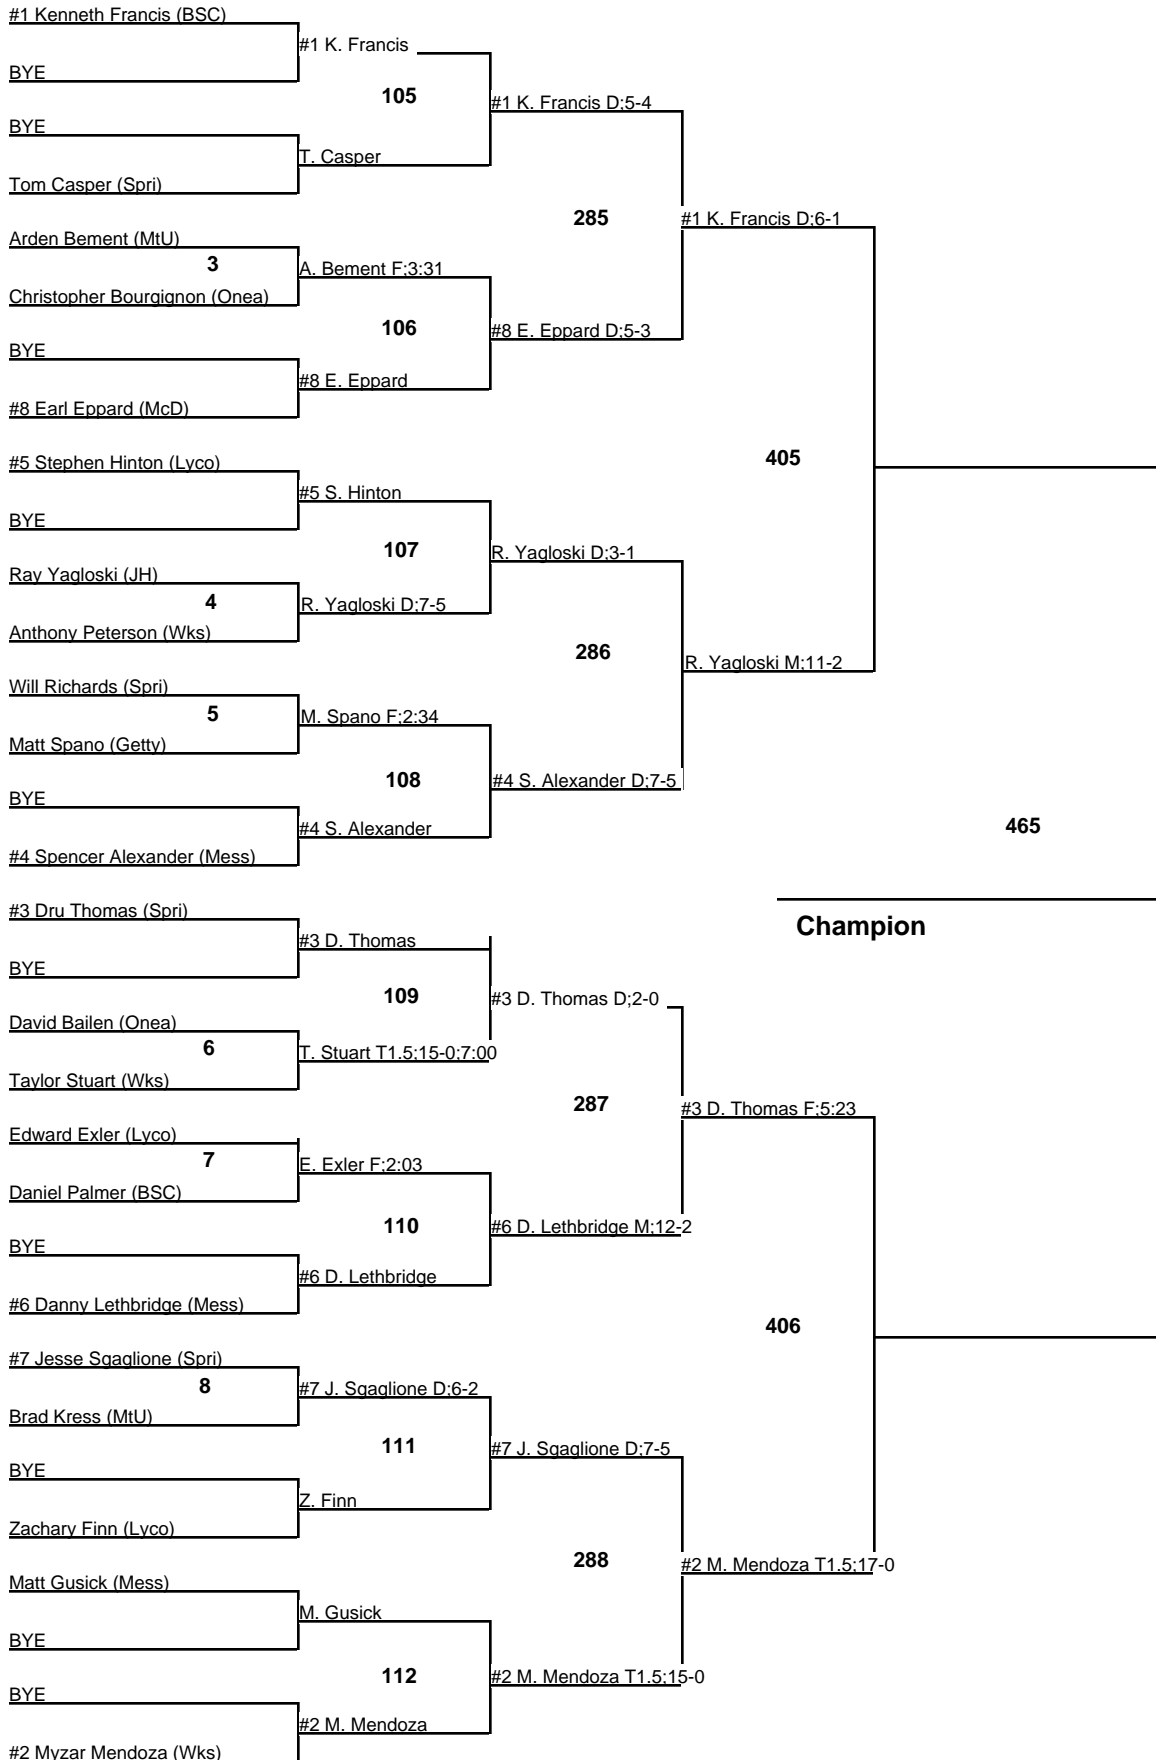 #1 Kenneth Francis (BSC)
#1 K. Francis
BYE
105
#1 K. Francis D;5-4
BYE
T. Casper
Tom Casper (Spri)
285
#1 K. Francis D;6-1
Arden Bement (MtU)
3
A. Bement F;3:31
Christopher Bourgignon (Onea)
106
#8 E. Eppard D;5-3
BYE
#8 E. Eppard
#8 Earl Eppard (McD)
405
#5 Stephen Hinton (Lyco)
#5 S. Hinton
BYE
107
R. Yagloski D;3-1
Ray Yagloski (JH)
4
R. Yagloski D;7-5
Anthony Peterson (Wks)
286
R. Yagloski M;11-2
Will Richards (Spri)
5
M. Spano F;2:34
Matt Spano (Getty)
108
#4 S. Alexander D;7-5
BYE
#4 S. Alexander
465
#4 Spencer Alexander (Mess)
#3 Dru Thomas (Spri)
Champion
#3 D. Thomas
BYE
109
#3 D. Thomas D;2-0
David Bailen (Onea)
6
T. Stuart T1.5;15-0;7:00
Taylor Stuart (Wks)
287
#3 D. Thomas F;5:23
Edward Exler (Lyco)
7
E. Exler F;2:03
Daniel Palmer (BSC)
110
#6 D. Lethbridge M;12-2
BYE
#6 D. Lethbridge
#6 Danny Lethbridge (Mess)
406
#7 Jesse Sgaglione (Spri)
8
#7 J. Sgaglione D;6-2
Brad Kress (MtU)
111
#7 J. Sgaglione D;7-5
BYE
Z. Finn
Zachary Finn (Lyco)
288
#2 M. Mendoza T1.5;17-0
Matt Gusick (Mess)
M. Gusick
BYE
112
#2 M. Mendoza T1.5;15-0
BYE
#2 M. Mendoza
#2 Myzar Mendoza (Wks)